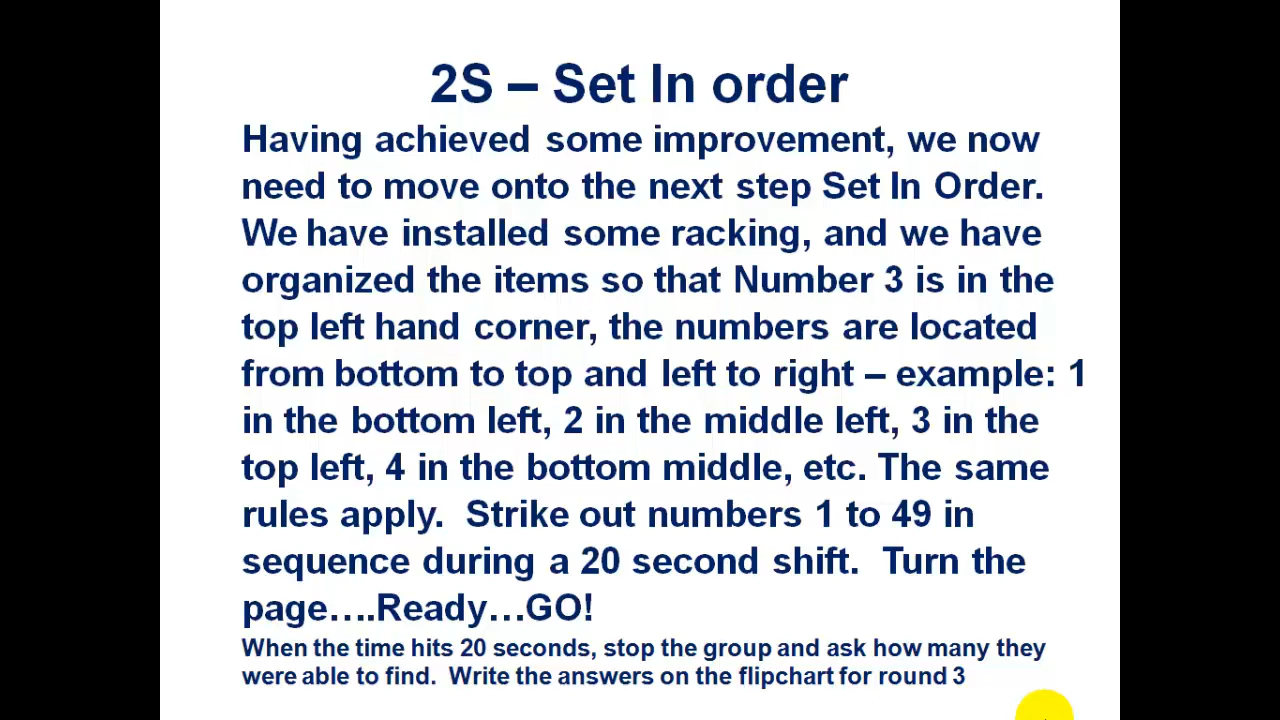 2S – Set In order
Having achieved some improvement, we now
need to move onto the next step Set In Order.
We have installed some racking, and we have
organized the items so that Number 3 is in the
top left hand corner, the numbers are located
from bottom to top and left to right – example: 1
in the bottom left, 2 in the middle left, 3 in the
top left, 4 in the bottom middle, etc. The same
rules apply.  Strike out numbers 1 to 49 in
sequence during a 20 second shift.  Turn the
page….Ready…GO!
When the time hits 20 seconds, stop the group and ask how many they
were able to find.  Write the answers on the flipchart for round 3